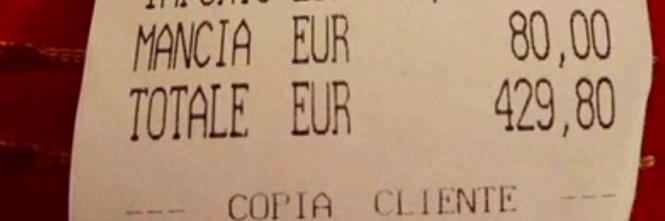 MANCIA EUR 80,00
TOTALE EUR 429,80
--- COPIA CLIENTE ---